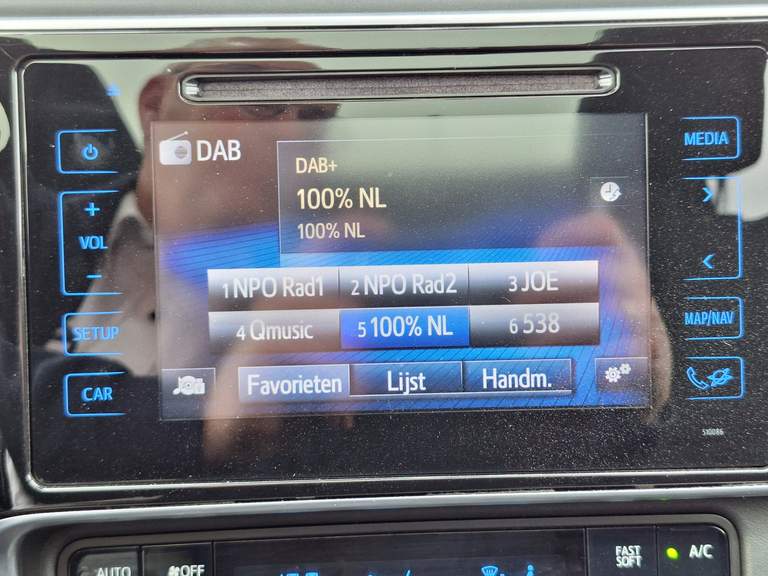 DAB
DAB+
100% NL
100% NL
1 NPO Rad1 2 NPO Rad2 3 JOE
4 Qmusic 5 100% NL 6 538
Favorieten Lijst Handm.
+
VOL
−
SETUP
CAR
MEDIA
MAP/NAV
510086
AUTO OFF FAST SOFT A/C